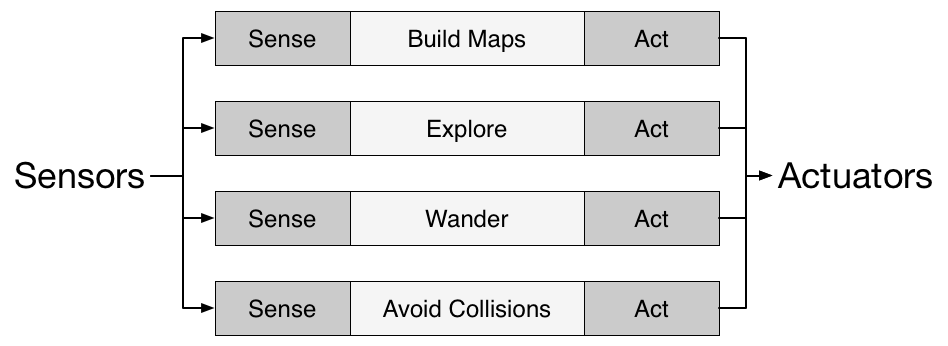 Sense Build Maps Act
Sense Explore Act
Sensors
Actuators
Sense Wander Act
Sense Avoid Collisions Act